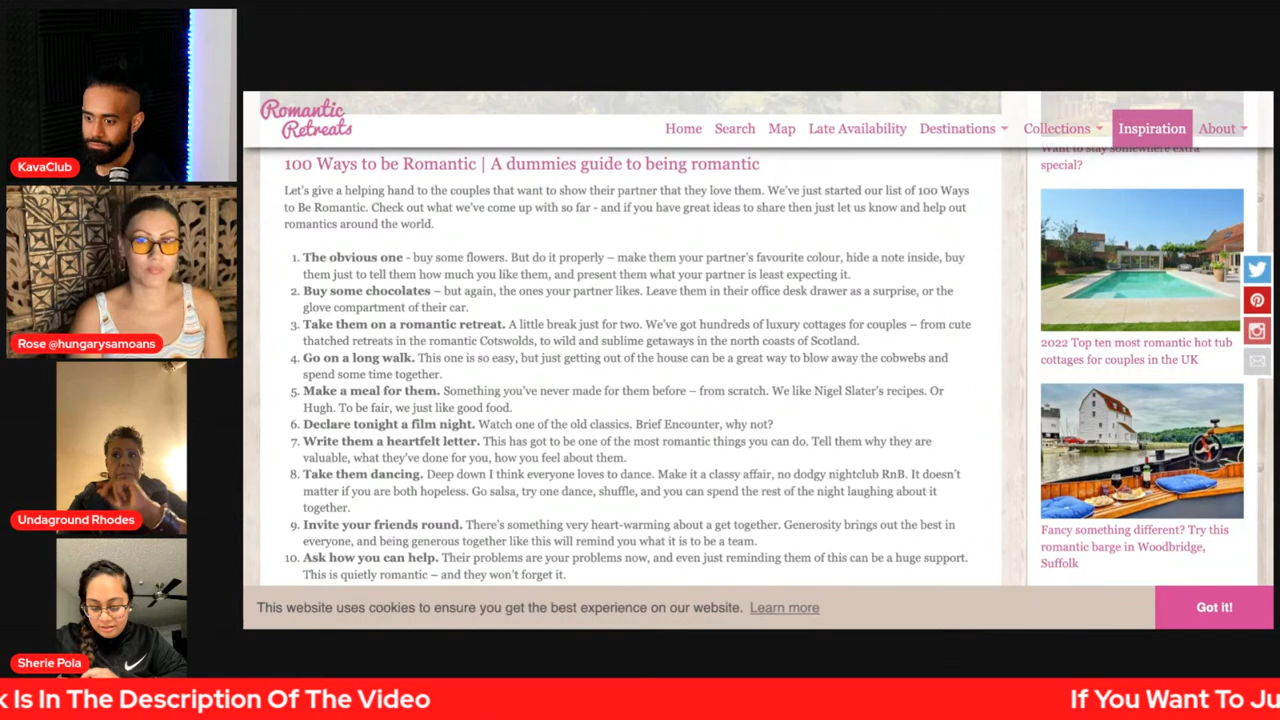 KavaClub
Rose @hungarysamoans
Undaground Rhodes
Sherie Pola
Romantic
Retreats
Home Search Map Late Availability Destinations Collections Inspiration About
100 Ways to be Romantic | A dummies guide to being romantic
Let's give a helping hand to the couples that want to show their partner that they love them. We've just started our list of 100 Ways
to Be Romantic. Check out what we've come up with so far - and if you have great ideas to share then just let us know and help out
romantics around the world.
1. The obvious one - buy some flowers. But do it properly – make them your partner's favourite colour, hide a note inside, buy
them just to tell them how much you like them, and present them what your partner is least expecting it.
2. Buy some chocolates – but again, the ones your partner likes. Leave them in their office desk drawer as a surprise, or the
glove compartment of their car.
3. Take them on a romantic retreat. A little break just for two. We've got hundreds of luxury cottages for couples – from cute
thatched retreats in the romantic Cotswolds, to wild and sublime getaways in the north coasts of Scotland.
4. Go on a long walk. This one is so easy, but just getting out of the house can be a great way to blow away the cobwebs and
spend some time together.
5. Make a meal for them. Something you've never made for them before – from scratch. We like Nigel Slater's recipes. Or
Hugh. To be fair, we just like good food.
6. Declare tonight a film night. Watch one of the old classics. Brief Encounter, why not?
7. Write them a heartfelt letter. This has got to be one of the most romantic things you can do. Tell them why they are
valuable, what they've done for you, how you feel about them.
8. Take them dancing. Deep down I think everyone loves to dance. Make it a classy affair, no dodgy nightclub RnB. It doesn't
matter if you are both hopeless. Go salsa, try one dance, shuffle, and you can spend the rest of the night laughing about it
together.
9. Invite your friends round. There's something very heart-warming about a get together. Generosity brings out the best in
everyone, and being generous together like this will remind you what it is to be a team.
10. Ask how you can help. Their problems are your problems now, and even just reminding them of this can be a huge support.
This is quietly romantic – and they won't forget it.
Want to stay somewhere extra
special?
2022 Top ten most romantic hot tub
cottages for couples in the UK
Fancy something different? Try this
romantic barge in Woodbridge,
Suffolk
This website uses cookies to ensure you get the best experience on our website. Learn more
Got it!
k Is In The Description Of The Video
If You Want To Ju